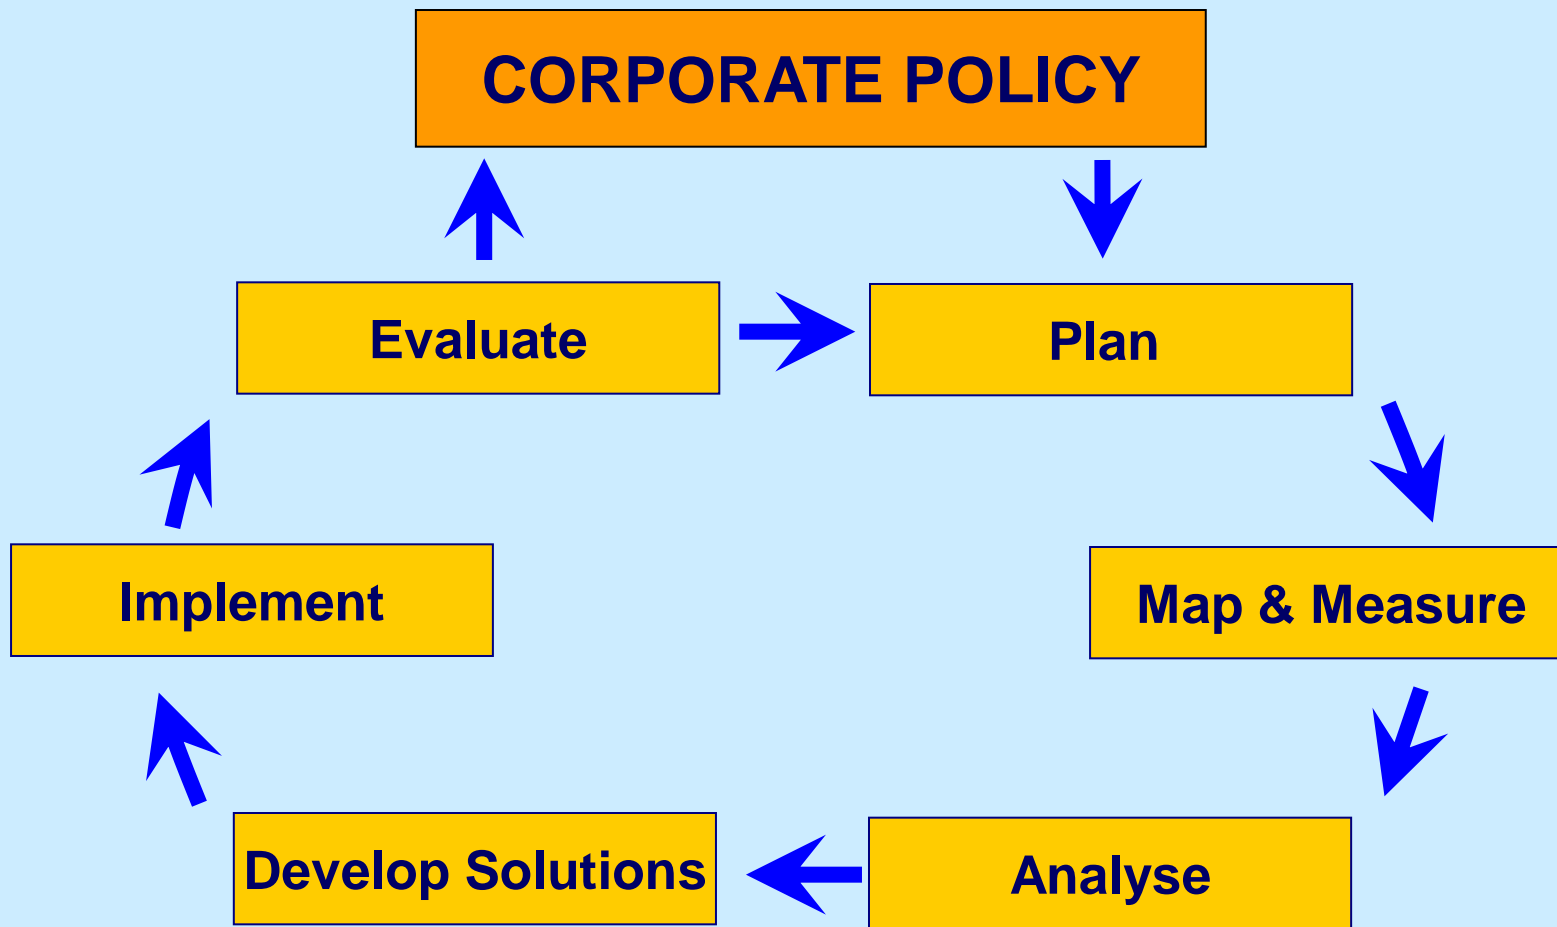 CORPORATE POLICY
Evaluate
Plan
Implement
Map & Measure
Develop Solutions
Analyse